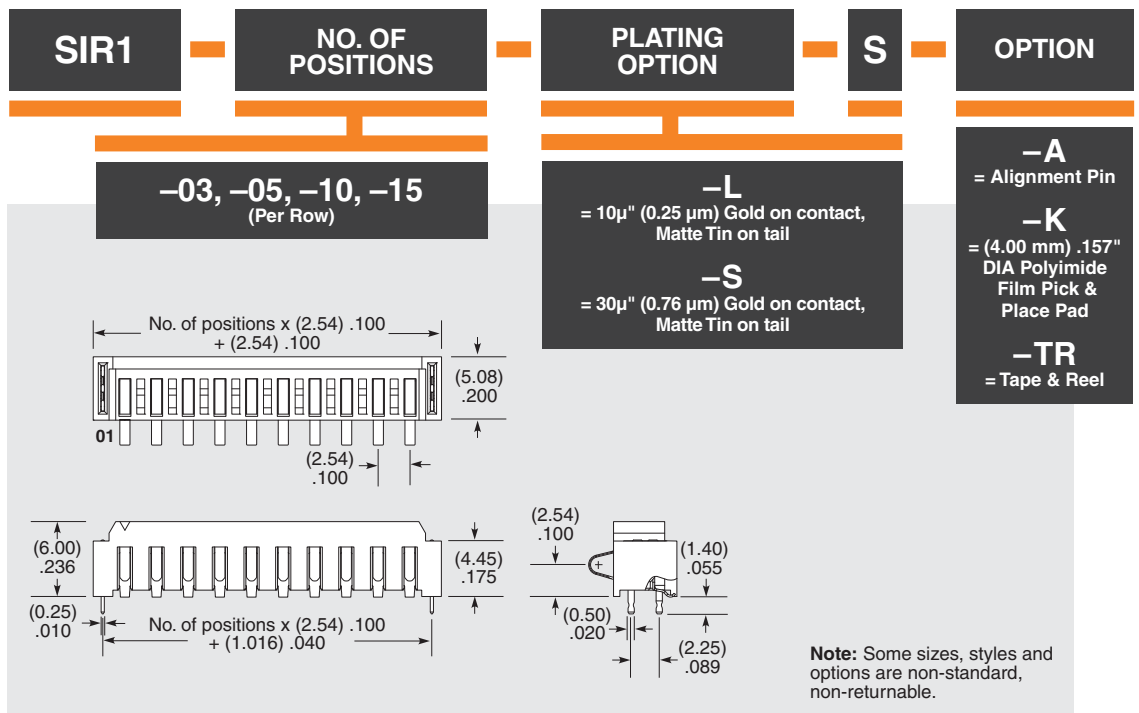 SIR1
NO. OF
POSITIONS
PLATING
OPTION
S
OPTION
–03, –05, –10, –15
(Per Row)
–L
= 10µ" (0.25 µm) Gold on contact,
Matte Tin on tail
–S
= 30µ" (0.76 µm) Gold on contact,
Matte Tin on tail
–A
= Alignment Pin
–K
= (4.00 mm) .157"
DIA Polyimide
Film Pick &
Place Pad
–TR
= Tape & Reel
No. of positions x (2.54) .100
+ (2.54) .100
(5.08)
.200
01
(2.54)
.100
(6.00)
.236
(4.45)
.175
(0.25)
.010
No. of positions x (2.54) .100
+ (1.016) .040
(2.54)
.100
(1.40)
.055
(0.50)
.020
(2.25)
.089
Note: Some sizes, styles and
options are non-standard,
non-returnable.